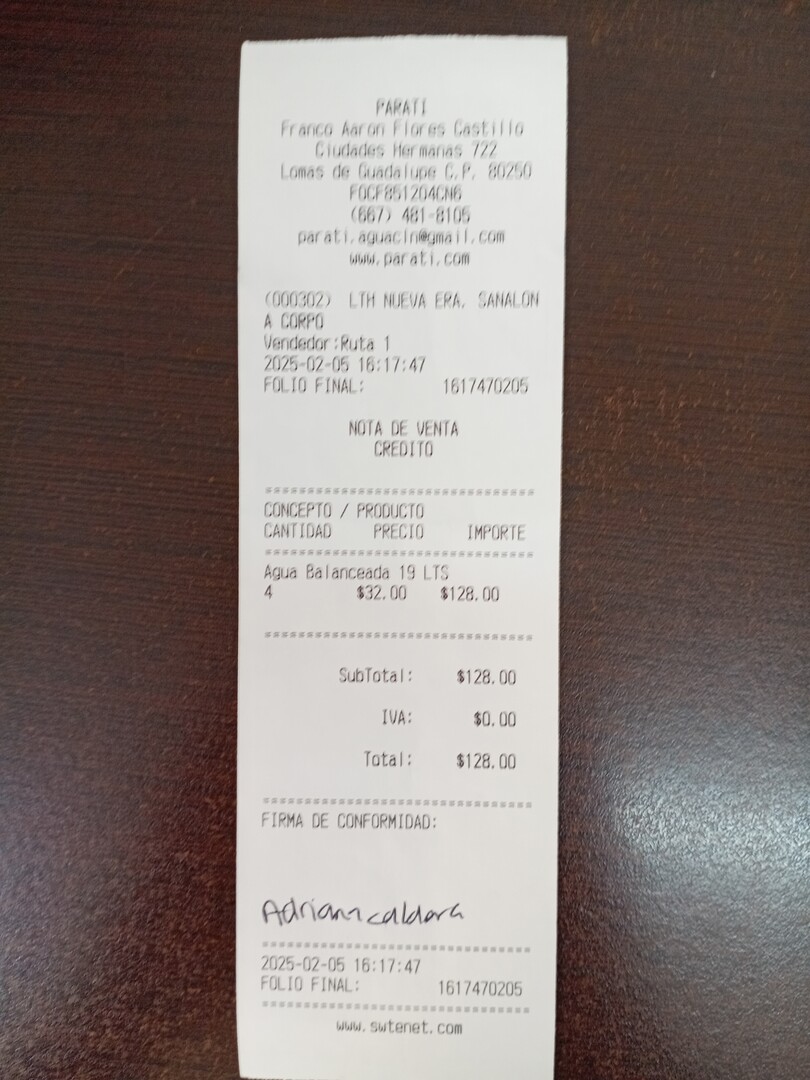 PARATI
Franco Aaron Flores Castillo
Ciudades Hermanas 722
Lomas de Guadalupe C.P. 80250
FOCF851204CN6
(667) 481-8105
parati.aguacln@gmail.com
www.parati.com
(000302) LTH NUEVA ERA, SANALON
A CORPO
Vendedor:Ruta 1
2025-02-05 16:17:47
FOLIO FINAL: 1617470205
NOTA DE VENTA
CREDITO
================================
CONCEPTO / PRODUCTO
CANTIDAD PRECIO IMPORTE
================================
Agua Balanceada 19 LTS
4 $32.00 $128.00
================================
SubTotal: $128.00
IVA: $0.00
Total: $128.00
================================
FIRMA DE CONFORMIDAD:
Adrian caldera
================================
2025-02-05 16:17:47
FOLIO FINAL: 1617470205
================================
www.swtenet.com